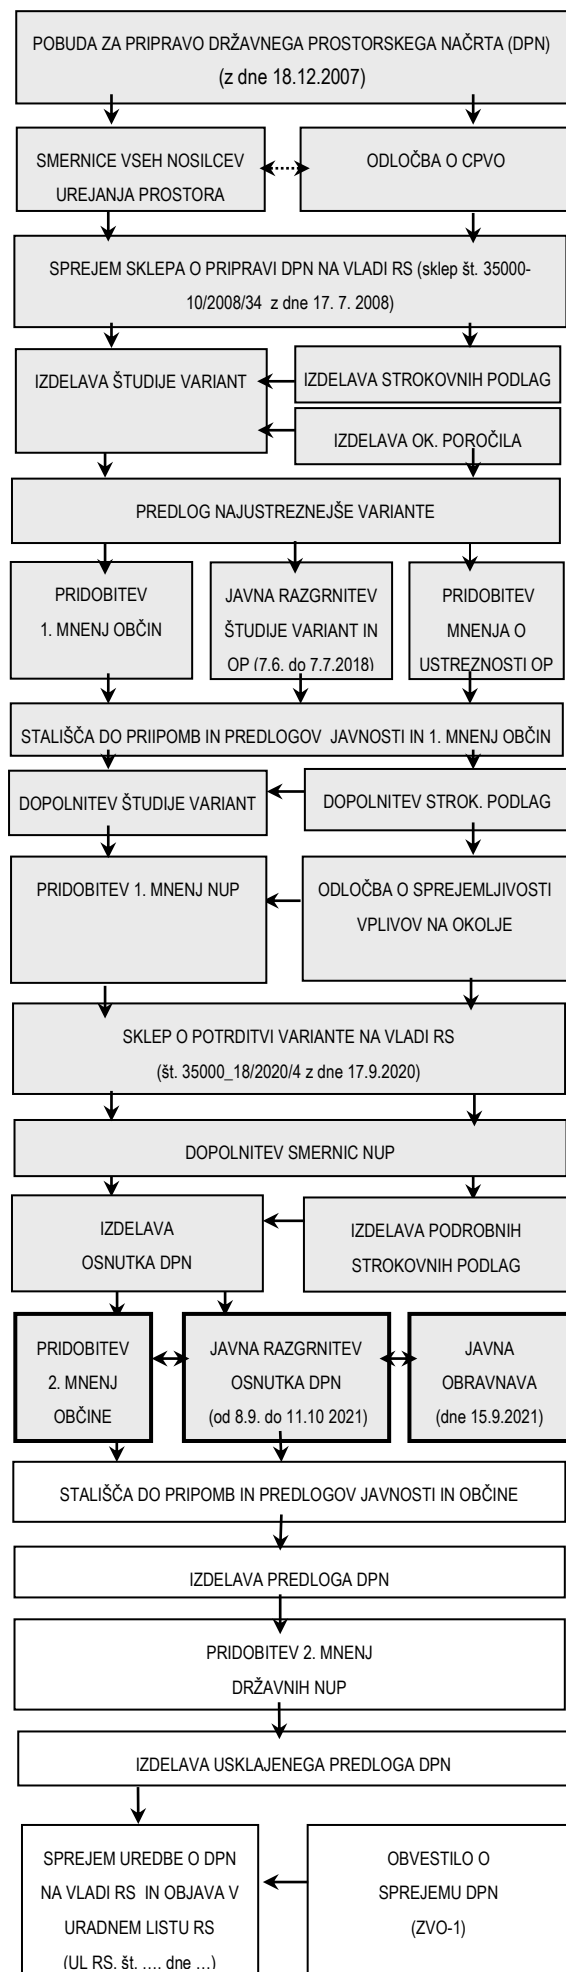 POBUDA ZA PRIPRAVO DRŽAVNEGA PROSTORSKEGA NAČRTA (DPN)
(z dne 18.12.2007)
SMERNICE VSEH NOSILCEV
UREJANJA PROSTORA
ODLOČBA O CPVO
SPREJEM SKLEPA O PRIPRAVI DPN NA VLADI RS (sklep št. 35000-
10/2008/34 z dne 17. 7. 2008)
IZDELAVA ŠTUDIJE VARIANT
IZDELAVA STROKOVNIH PODLAG
IZDELAVA OK. POROČILA
PREDLOG NAJUSTREZNEJŠE VARIANTE
PRIDOBITEV
1. MNENJ OBČIN
JAVNA RAZGRNITEV
ŠTUDIJE VARIANT IN
OP (7.6. do 7.7.2018)
PRIDOBITEV
MNENJA O
USTREZNOSTI OP
STALIŠČA DO PRIIPOMB IN PREDLOGOV JAVNOSTI IN 1. MNENJ OBČIN
DOPOLNITEV ŠTUDIJE VARIANT
DOPOLNITEV STROK. PODLAG
PRIDOBITEV 1. MNENJ NUP
ODLOČBA O SPREJEMLJIVOSTI
VPLIVOV NA OKOLJE
SKLEP O POTRDITVI VARIANTE NA VLADI RS
(št. 35000_18/2020/4 z dne 17.9.2020)
DOPOLNITEV SMERNIC NUP
IZDELAVA
OSNUTKA DPN
IZDELAVA PODROBNIH
STROKOVNIH PODLAG
PRIDOBITEV
2. MNENJ
OBČINE
JAVNA RAZGRNITEV
OSNUTKA DPN
(od 8.9. do 11.10 2021)
JAVNA
OBRAVNAVA
(dne 15.9.2021)
STALIŠČA DO PRIPOMB IN PREDLOGOV JAVNOSTI IN OBČINE
IZDELAVA PREDLOGA DPN
PRIDOBITEV 2. MNENJ
DRŽAVNIH NUP
IZDELAVA USKLAJENEGA PREDLOGA DPN
SPREJEM UREDBE O DPN
NA VLADI RS IN OBJAVA V
URADNEM LISTU RS
(UL RS, št. …. dne …)
OBVESTILO O
SPREJEMU DPN
(ZVO-1)